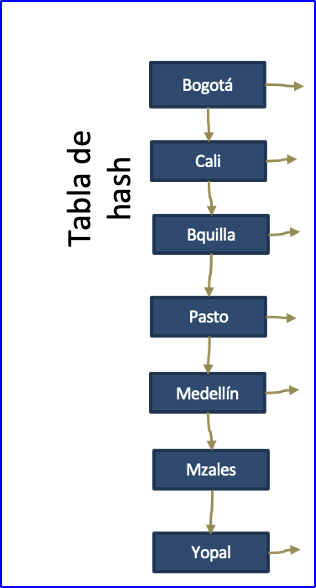 Tabla de
hash
Bogotá
Cali
Bquilla
Pasto
Medellín
Mzales
Yopal